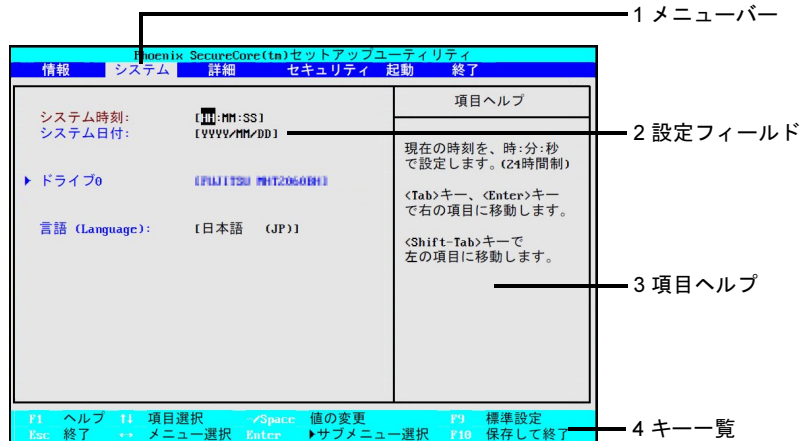 1 メニューバー
Phoenix SecureCore(tm)セットアップユーティリティ
情報 システム 詳細 セキュリティ 起動 終了
項目ヘルプ
システム時刻: [HH:MM:SS]
システム日付: [YYYY/MM/DD]
2 設定フィールド
現在の時刻を、時:分:秒
で設定します。(24時間制)
▶ ドライブ0 [FUJITSU MHT2060BH]
<Tab>キー、<Enter>キー
で右の項目に移動します。
言語 (Language): [日本語 (JP)]
<Shift-Tab>キーで
左の項目に移動します。
3 項目ヘルプ
F1 ヘルプ ↑↓ 項目選択 -/Space 値の変更 F9 標準設定
Esc 終了 ↔ メニュー選択 Enter ▶サブメニュー選択 F10 保存して終了
4 キー一覧